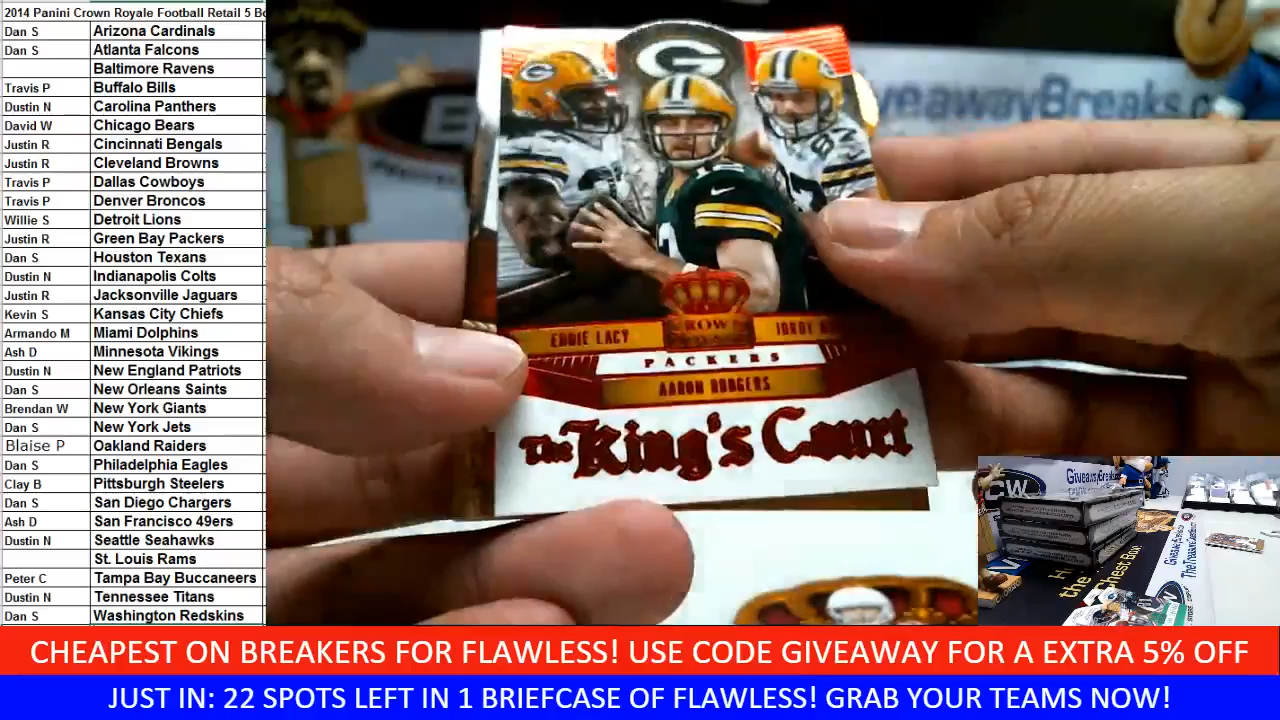 2014 Panini Crown Royale Football Retail 5
Dan S Arizona Cardinals
Dan S Atlanta Falcons
Baltimore Ravens
Travis P Buffalo Bills
Dustin N Carolina Panthers
David W Chicago Bears
Justin R Cincinnati Bengals
Justin R Cleveland Browns
Travis P Dallas Cowboys
Travis P Denver Broncos
Willie S Detroit Lions
Justin R Green Bay Packers
Dan S Houston Texans
Dustin N Indianapolis Colts
Justin R Jacksonville Jaguars
Kevin S Kansas City Chiefs
Armando M Miami Dolphins
Ash D Minnesota Vikings
Dustin N New England Patriots
Dan S New Orleans Saints
Brendan W New York Giants
Dan S New York Jets
Blaise P Oakland Raiders
Dan S Philadelphia Eagles
Clay B Pittsburgh Steelers
Dan S San Diego Chargers
Ash D San Francisco 49ers
Dustin N Seattle Seahawks
St. Louis Rams
Peter C Tampa Bay Buccaneers
Dustin N Tennessee Titans
Dan S Washington Redskins
G
EDDIE LACY
PACKERS
AARON RODGERS
The King's Court
CW
Chest Box
CHEAPEST ON BREAKERS FOR FLAWLESS! USE CODE GIVEAWAY FOR A EXTRA 5% OFF
JUST IN: 22 SPOTS LEFT IN 1 BRIEFCASE OF FLAWLESS! GRAB YOUR TEAMS NOW!